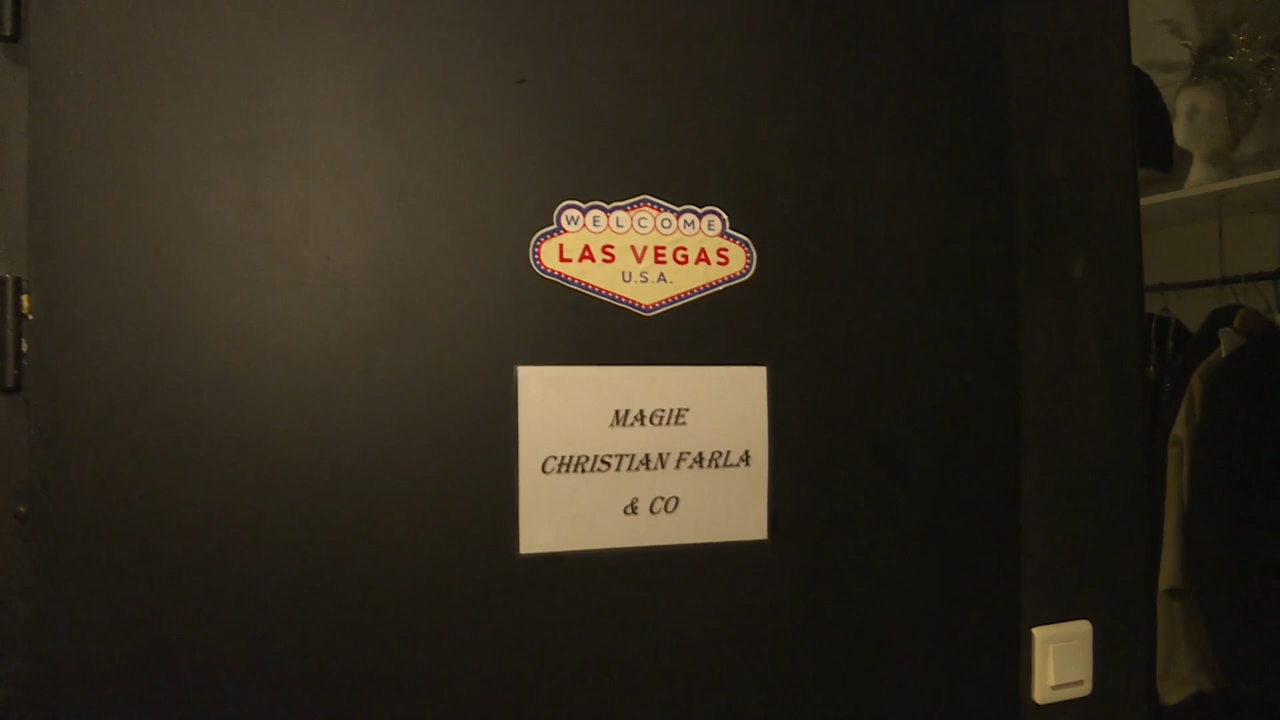 WELCOME
LAS VEGAS
U.S.A.
MAGIE
CHRISTIAN FARLA
& CO